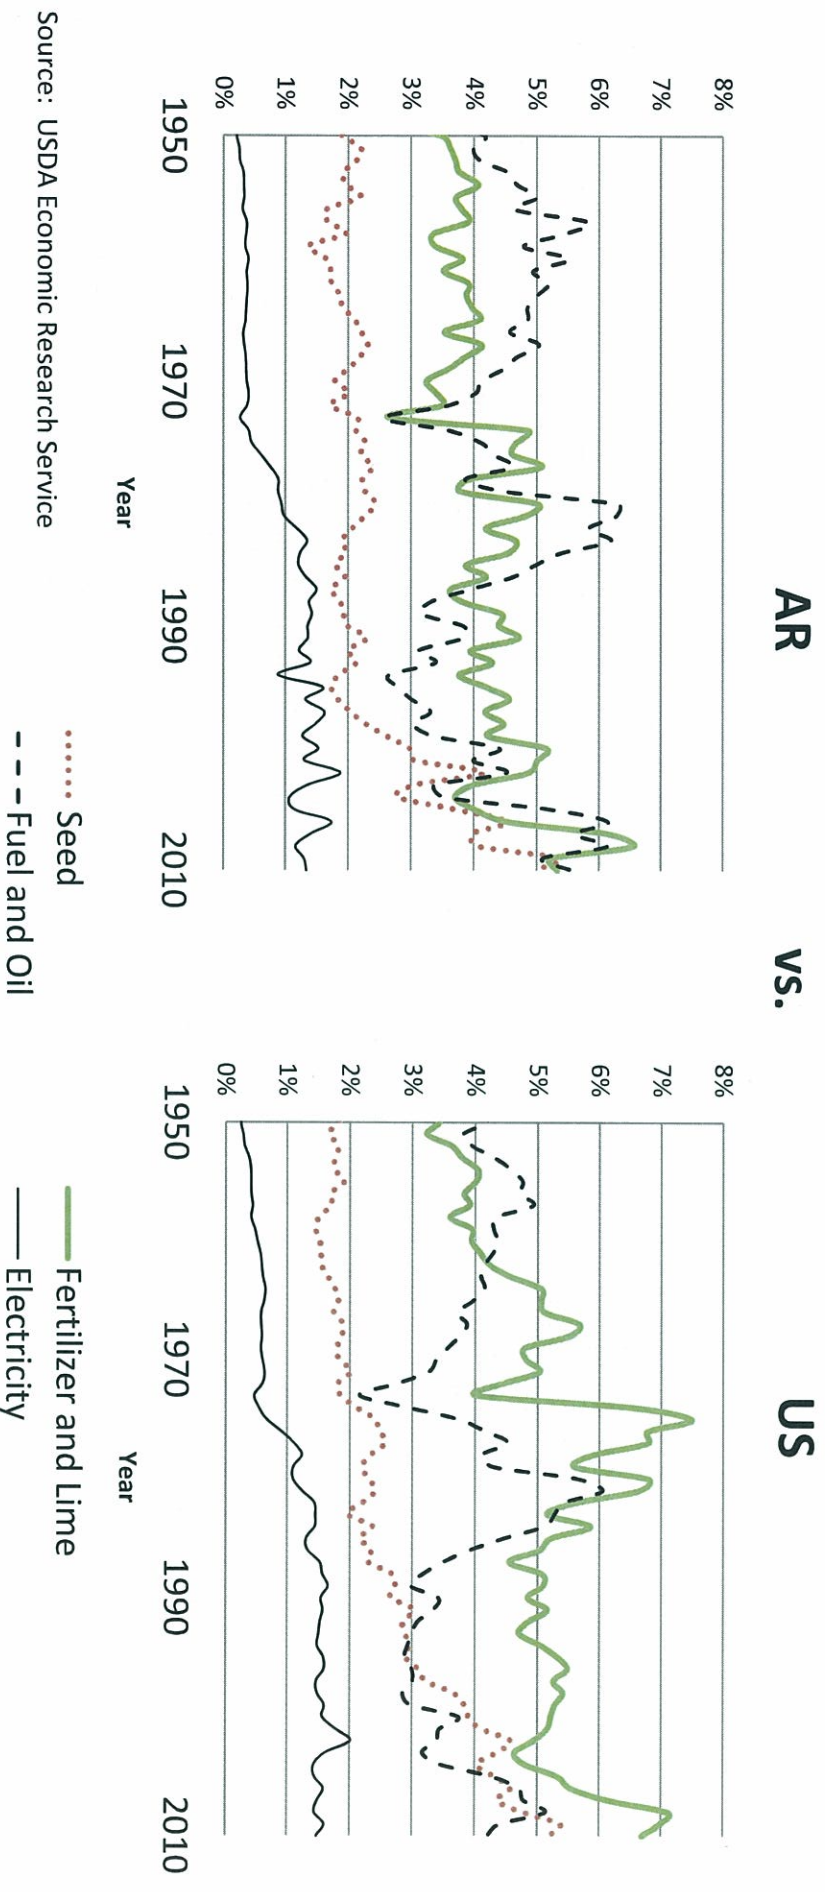 AR vs. US
8%
7%
6%
5%
4%
3%
2%
1%
0%
1950 1970 1990 2010
Year
8%
7%
6%
5%
4%
3%
2%
1%
0%
1950 1970 1990 2010
Year
Seed Fertilizer and Lime
Fuel and Oil Electricity
Source: USDA Economic Research Service